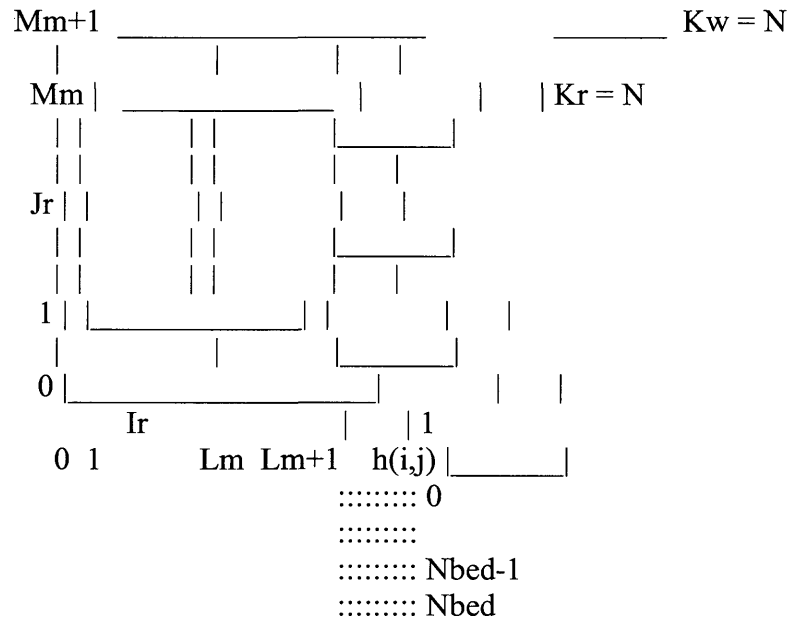 Mm+1 Kw = N
Mm Kr = N
Jr
1
0
Ir 1
0 1 Lm Lm+1 h(i,j)
::::::::: 0
:::::::::
::::::::: Nbed-1
::::::::: Nbed